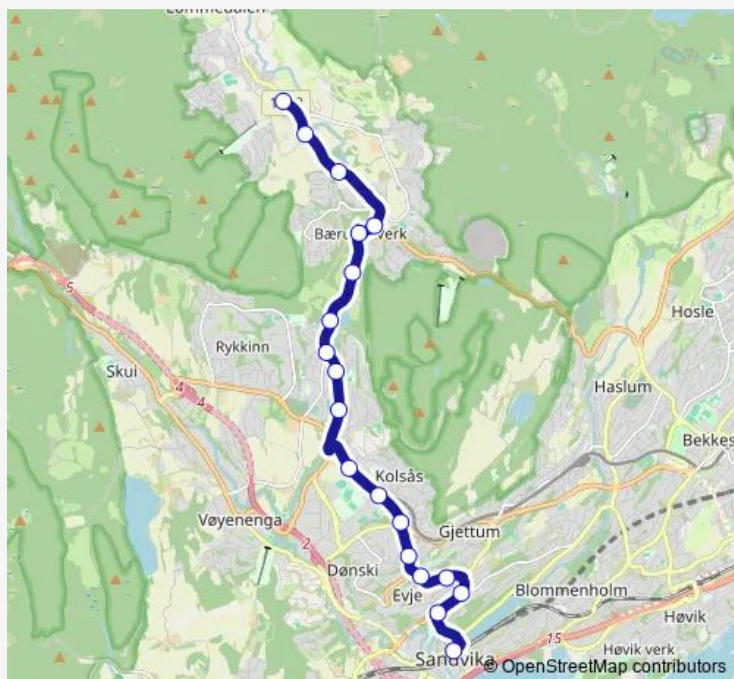 Lommedalen
Bærums Verk
Hosle
5
Rykkinn
Skui
Haslum
4
4
Bekkes
Kolsås
Vøyenenga
Gjettum
2
Dønski
Blommenholm
Evje
Høvik
15
Sandvika
Høvik verk
© OpenStreetMap contributors